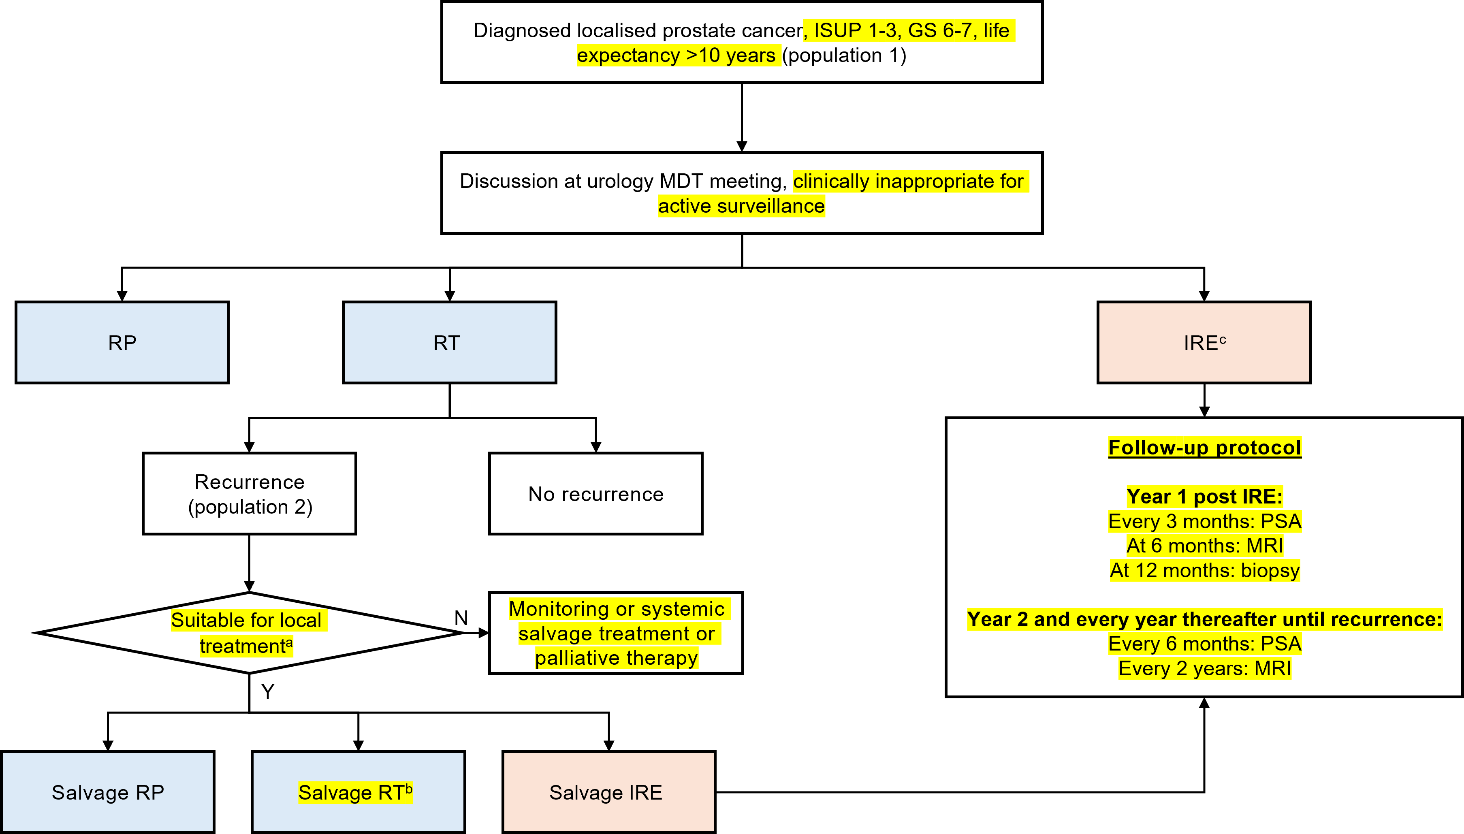 Diagnosed localised prostate cancer, ISUP 1-3, GS 6-7, life
expectancy >10 years (population 1)
Discussion at urology MDT meeting, clinically inappropriate for
active surveillance
RP
RT
IREᶜ
Recurrence
(population 2)
No recurrence
Follow-up protocol
Year 1 post IRE:
Every 3 months: PSA
At 6 months: MRI
At 12 months: biopsy
Year 2 and every year thereafter until recurrence:
Every 6 months: PSA
Every 2 years: MRI
Suitable for local
treatmentᵃ
N
Monitoring or systemic
salvage treatment or
palliative therapy
Y
Salvage RP
Salvage RTᵇ
Salvage IRE